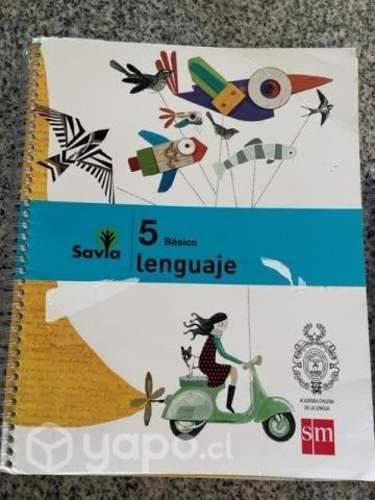 5 Básico
Savia
lenguaje
ACADEMIA CHILENA
DE LA LENGUA
sm
yapo.cl